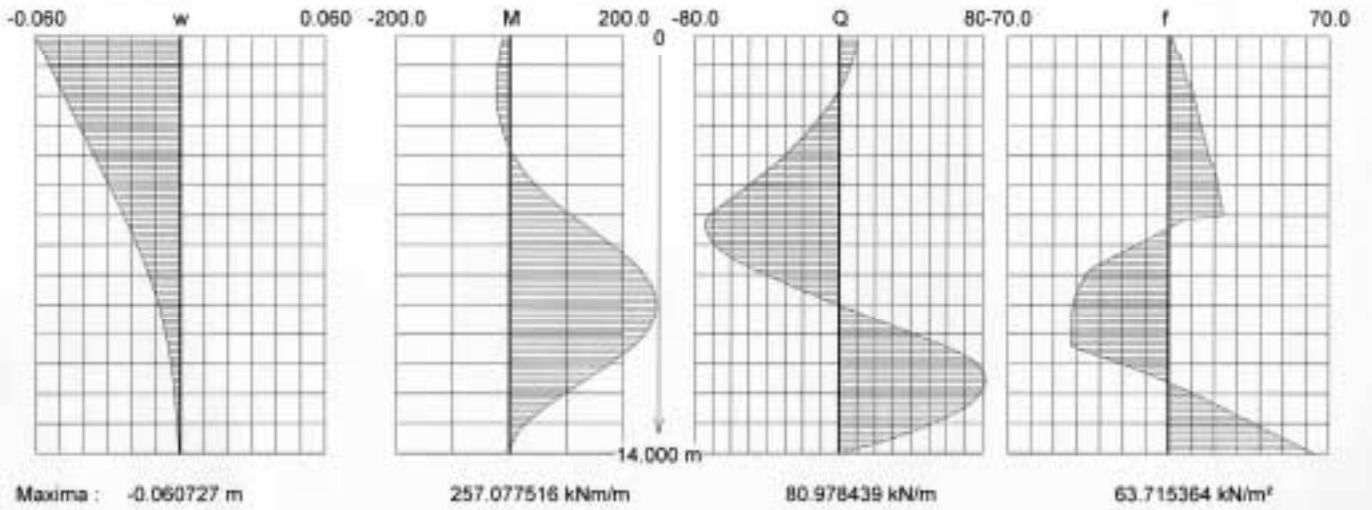 -0.060 w 0.060 -200.0 M 200.0 -80.0 Q 80-70.0 f 70.0
0
14.000 m
Maxima : -0.060727 m 257.077516 kNm/m 80.978439 kN/m 63.715364 kN/m²